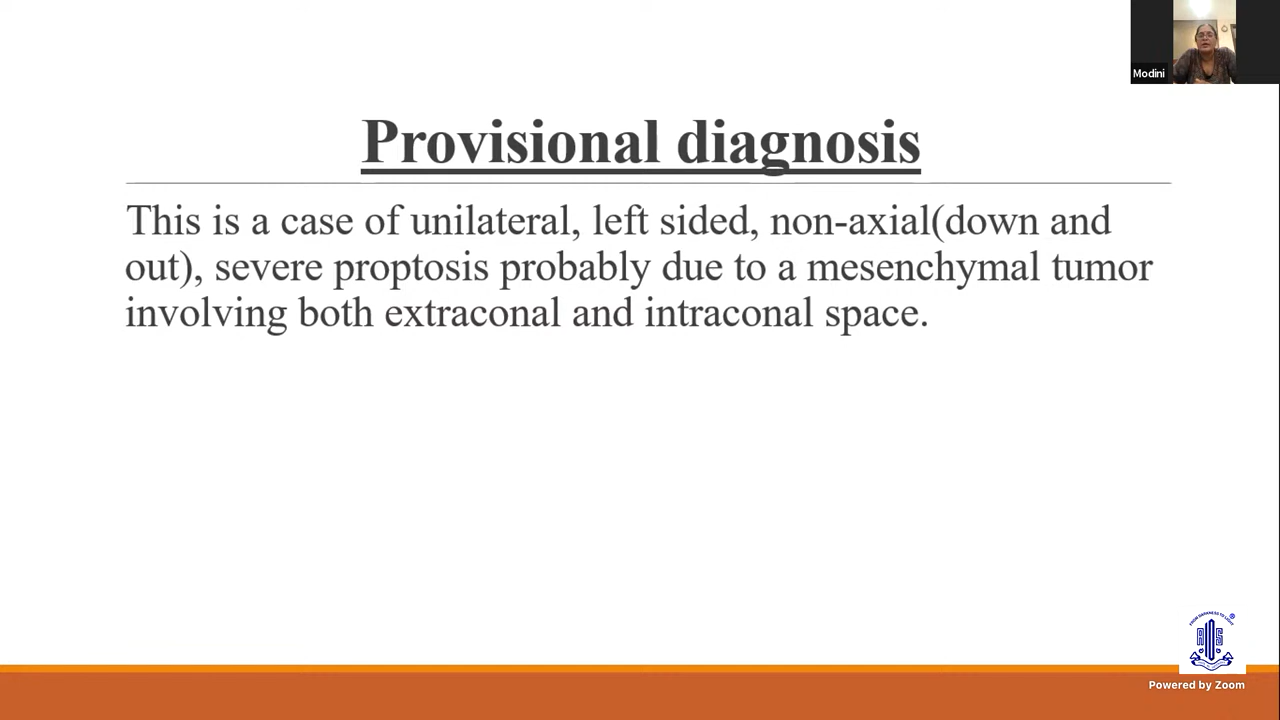 Modini
Provisional diagnosis
This is a case of unilateral, left sided, non-axial(down and
out), severe proptosis probably due to a mesenchymal tumor
involving both extraconal and intraconal space.
Powered by Zoom